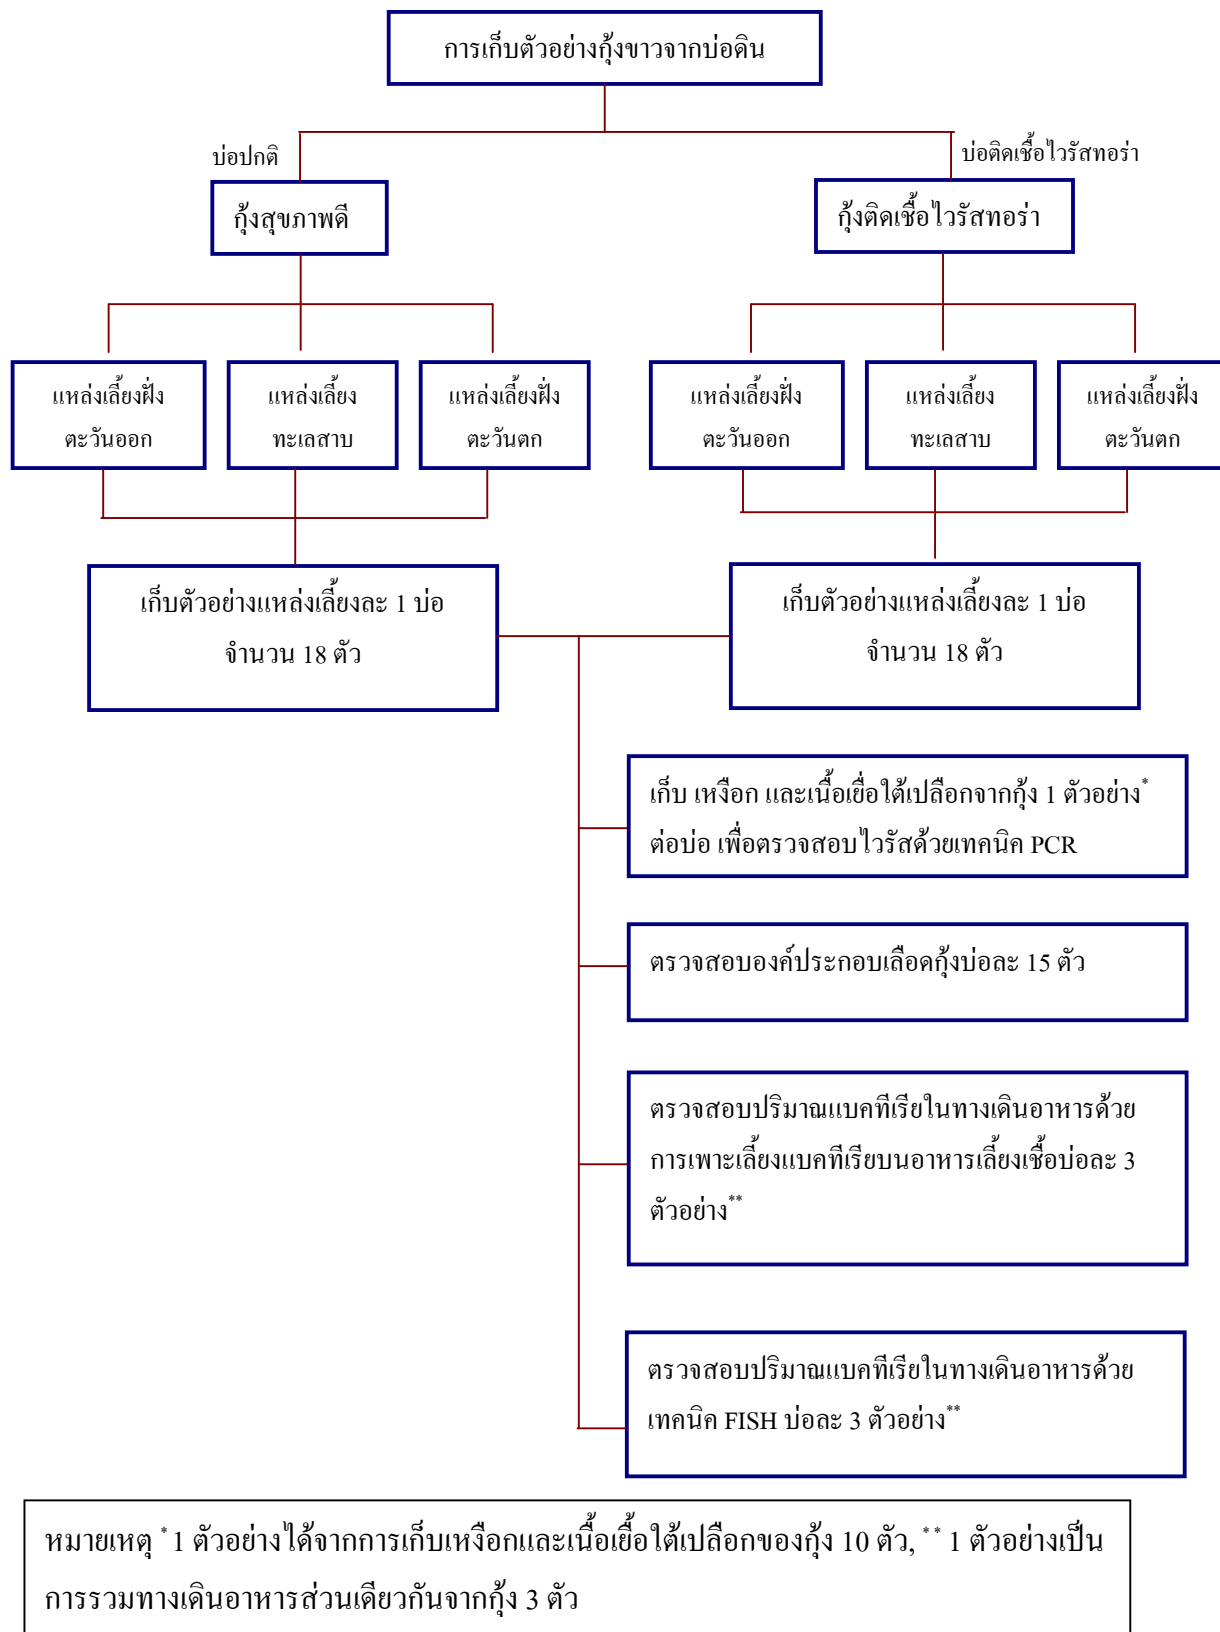 การเก็บตัวอย่างกุ้งขาวจากบ่อดิน
บ่อปกติ
บ่อติดเชื้อไวรัสทอร่า
กุ้งสุขภาพดี
กุ้งติดเชื้อไวรัสทอร่า
แหล่งเลี้ยงฝั่ง
ตะวันออก
แหล่งเลี้ยง
ทะเลสาบ
แหล่งเลี้ยงฝั่ง
ตะวันตก
แหล่งเลี้ยงฝั่ง
ตะวันออก
แหล่งเลี้ยง
ทะเลสาบ
แหล่งเลี้ยงฝั่ง
ตะวันตก
เก็บตัวอย่างแหล่งเลี้ยงละ 1 บ่อ
จำนวน 18 ตัว
เก็บตัวอย่างแหล่งเลี้ยงละ 1 บ่อ
จำนวน 18 ตัว
เก็บ เหงือก และเนื้อเยื่อใต้เปลือกจากกุ้ง 1 ตัวอย่าง*
ต่อบ่อ เพื่อตรวจสอบไวรัสด้วยเทคนิค PCR
ตรวจสอบองค์ประกอบเลือดกุ้งบ่อละ 15 ตัว
ตรวจสอบปริมาณแบคทีเรียในทางเดินอาหารด้วย
การเพาะเลี้ยงแบคทีเรียบนอาหารเลี้ยงเชื้อบ่อละ 3
ตัวอย่าง**
ตรวจสอบปริมาณแบคทีเรียในทางเดินอาหารด้วย
เทคนิค FISH บ่อละ 3 ตัวอย่าง**
หมายเหตุ * 1 ตัวอย่างได้จากการเก็บเหงือกและเนื้อเยื้อใต้เปลือกของกุ้ง 10 ตัว, ** 1 ตัวอย่างเป็น
การรวมทางเดินอาหารส่วนเดียวกันจากกุ้ง 3 ตัว